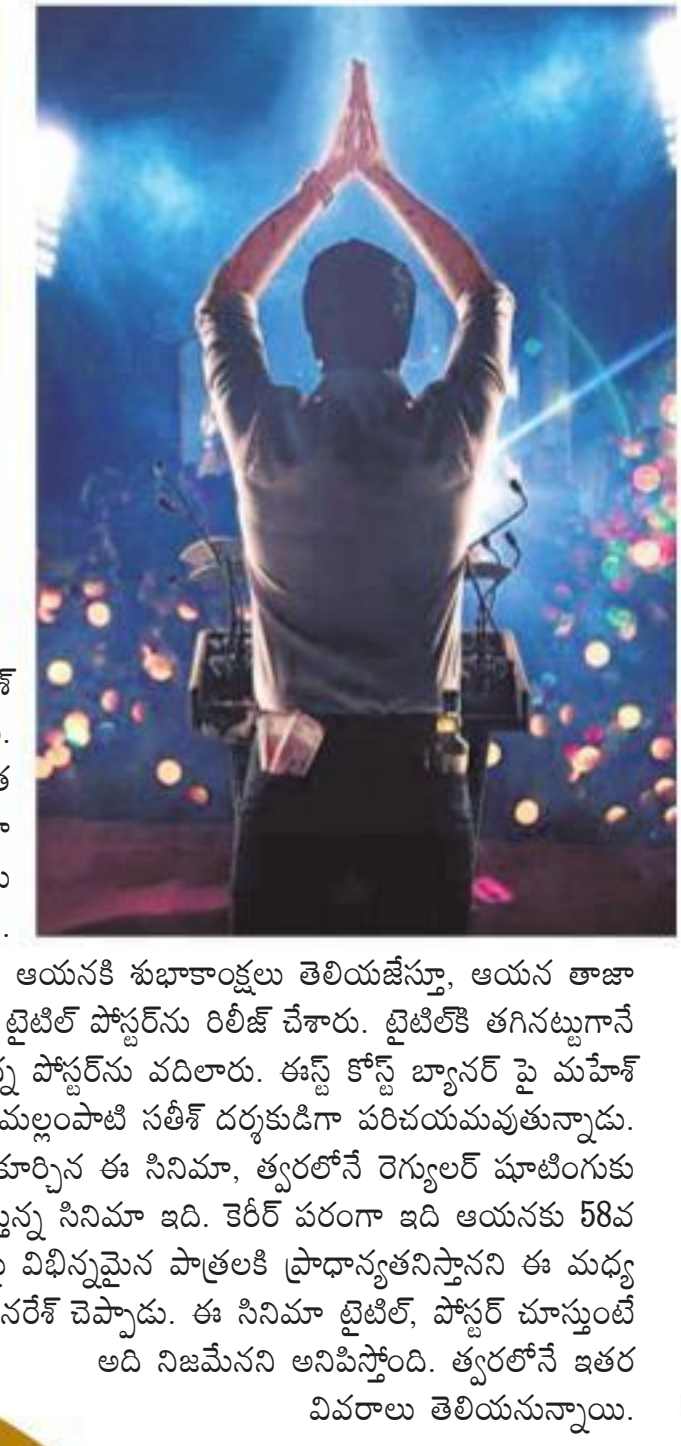 ఆయనకి శుభాకాంక్షలు తెలియజేస్తూ, ఆయన తాజా
టైటిల్ పోస్టర్‌ను రిలీజ్ చేశారు. టైటిల్‌కి తగినట్టుగానే
పోస్టర్‌ను వదిలారు. ఈస్ట్ కోస్ట్ బ్యానర్ పై మహేశ్
మల్లంపాటి సతీశ్ దర్శకుడిగా పరిచయమవుతున్నాడు.
కూర్చిన ఈ సినిమా, త్వరలోనే రెగ్యులర్ షూటింగుకు
సినిమా ఇది. కెరీర్ పరంగా ఇది ఆయనకు 58వ
విభిన్నమైన పాత్రలకి ప్రాధాన్యతనిస్తానని ఈ మధ్య
నరేశ్ చెప్పాడు. ఈ సినిమా టైటిల్, పోస్టర్ చూస్తుంటే
అది నిజమేనని అనిపిస్తోంది. త్వరలోనే ఇతర
వివరాలు తెలియనున్నాయి.